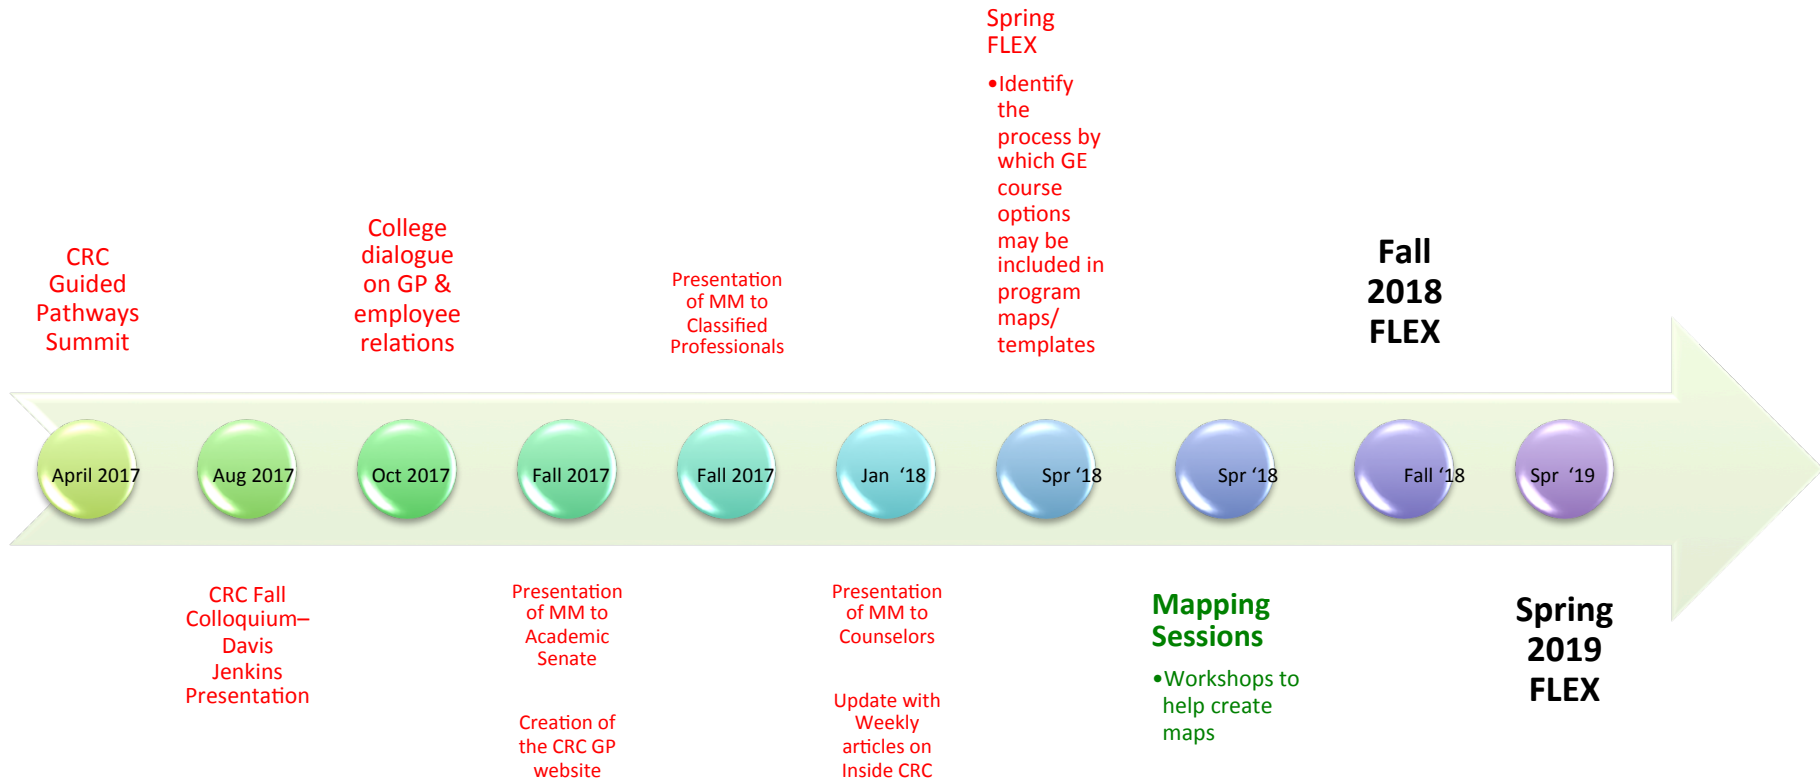 Spring
FLEX
•Identify
the
process by
which GE
course
options
may be
included in
program
maps/
templates
CRC
Guided
Pathways
Summit
College
dialogue
on GP &
employee
relations
Presentation
of MM to
Classified
Professionals
Fall
2018
FLEX
April 2017
Aug 2017
Oct 2017
Fall 2017
Fall 2017
Jan ‘18
Spr ‘18
Spr ‘18
Fall ‘18
Spr ‘19
CRC Fall
Colloquium–
Davis
Jenkins
Presentation
Presentation
of MM to
Academic
Senate
Creation of
the CRC GP
website
Presentation
of MM to
Counselors
Update with
Weekly
articles on
Inside CRC
Mapping
Sessions
•Workshops to
help create
maps
Spring
2019
FLEX